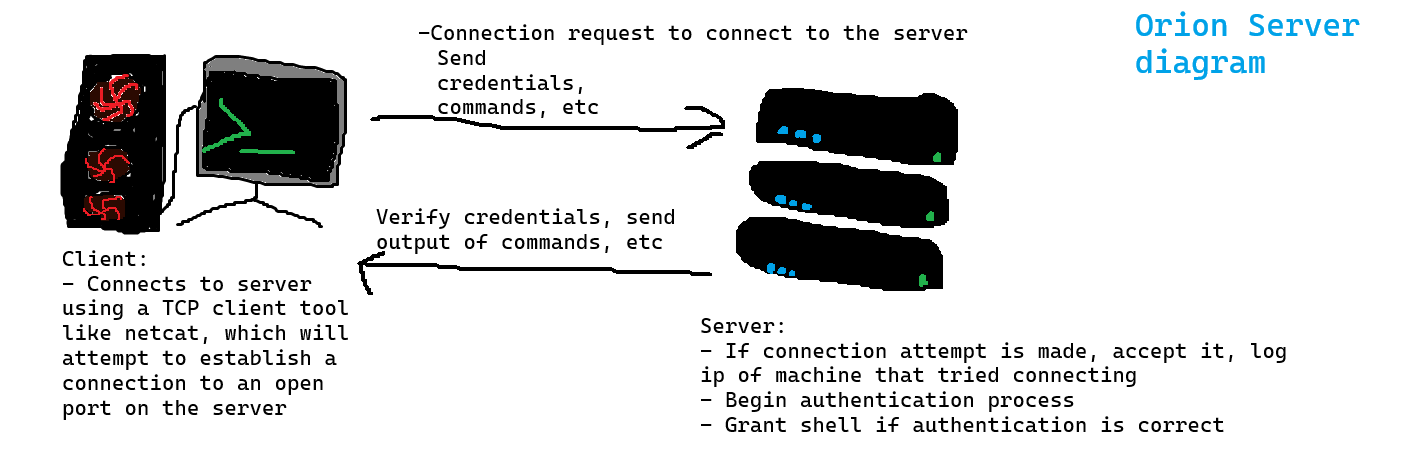 Orion Server
diagram
-Connection request to connect to the server
Send
credentials,
commands, etc
Verify credentials, send
output of commands, etc
Client:
- Connects to server
using a TCP client tool
like netcat, which will
attempt to establish a
connection to an open
port on the server
Server:
- If connection attempt is made, accept it, log
ip of machine that tried connecting
- Begin authentication process
- Grant shell if authentication is correct